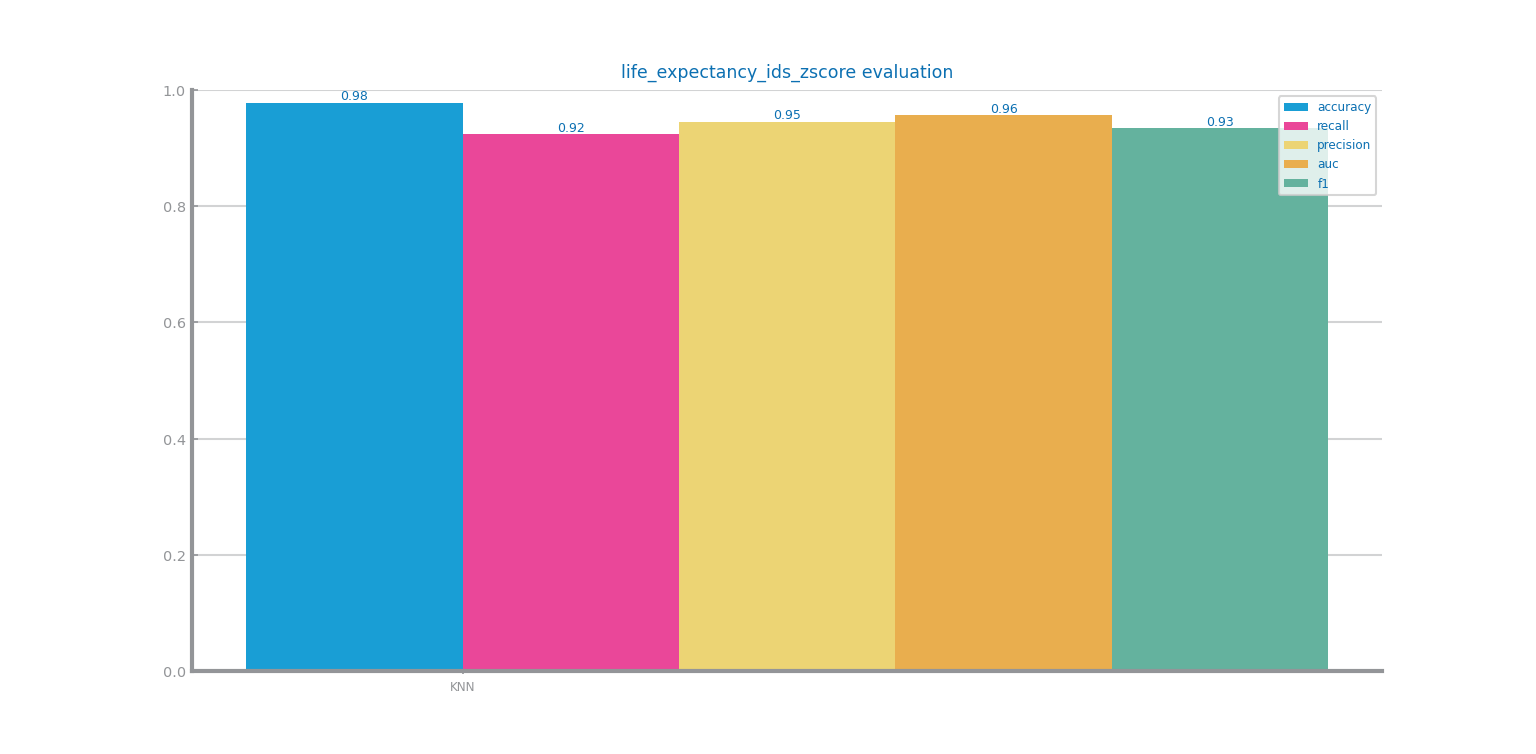 life_expectancy_ids_zscore evaluation
1.0
0.8
0.6
0.4
0.2
0.0
0.98
0.92
0.95
0.96
0.93
accuracy
recall
precision
auc
f1
KNN